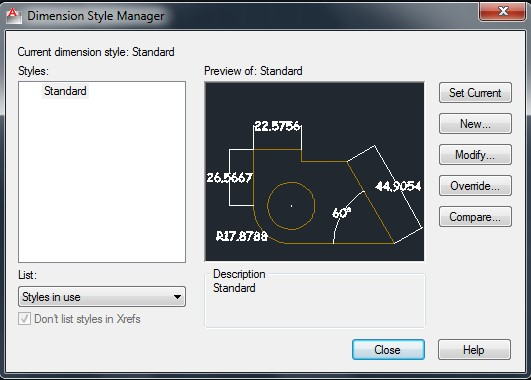 Dimension Style Manager
Current dimension style: Standard
Styles:
Standard
Preview of: Standard
22.5756
26.5667
44.9054
60°
R17.8788
Set Current
New...
Modify...
Override...
Compare...
List:
Styles in use
Don't list styles in Xrefs
Description
Standard
Close
Help